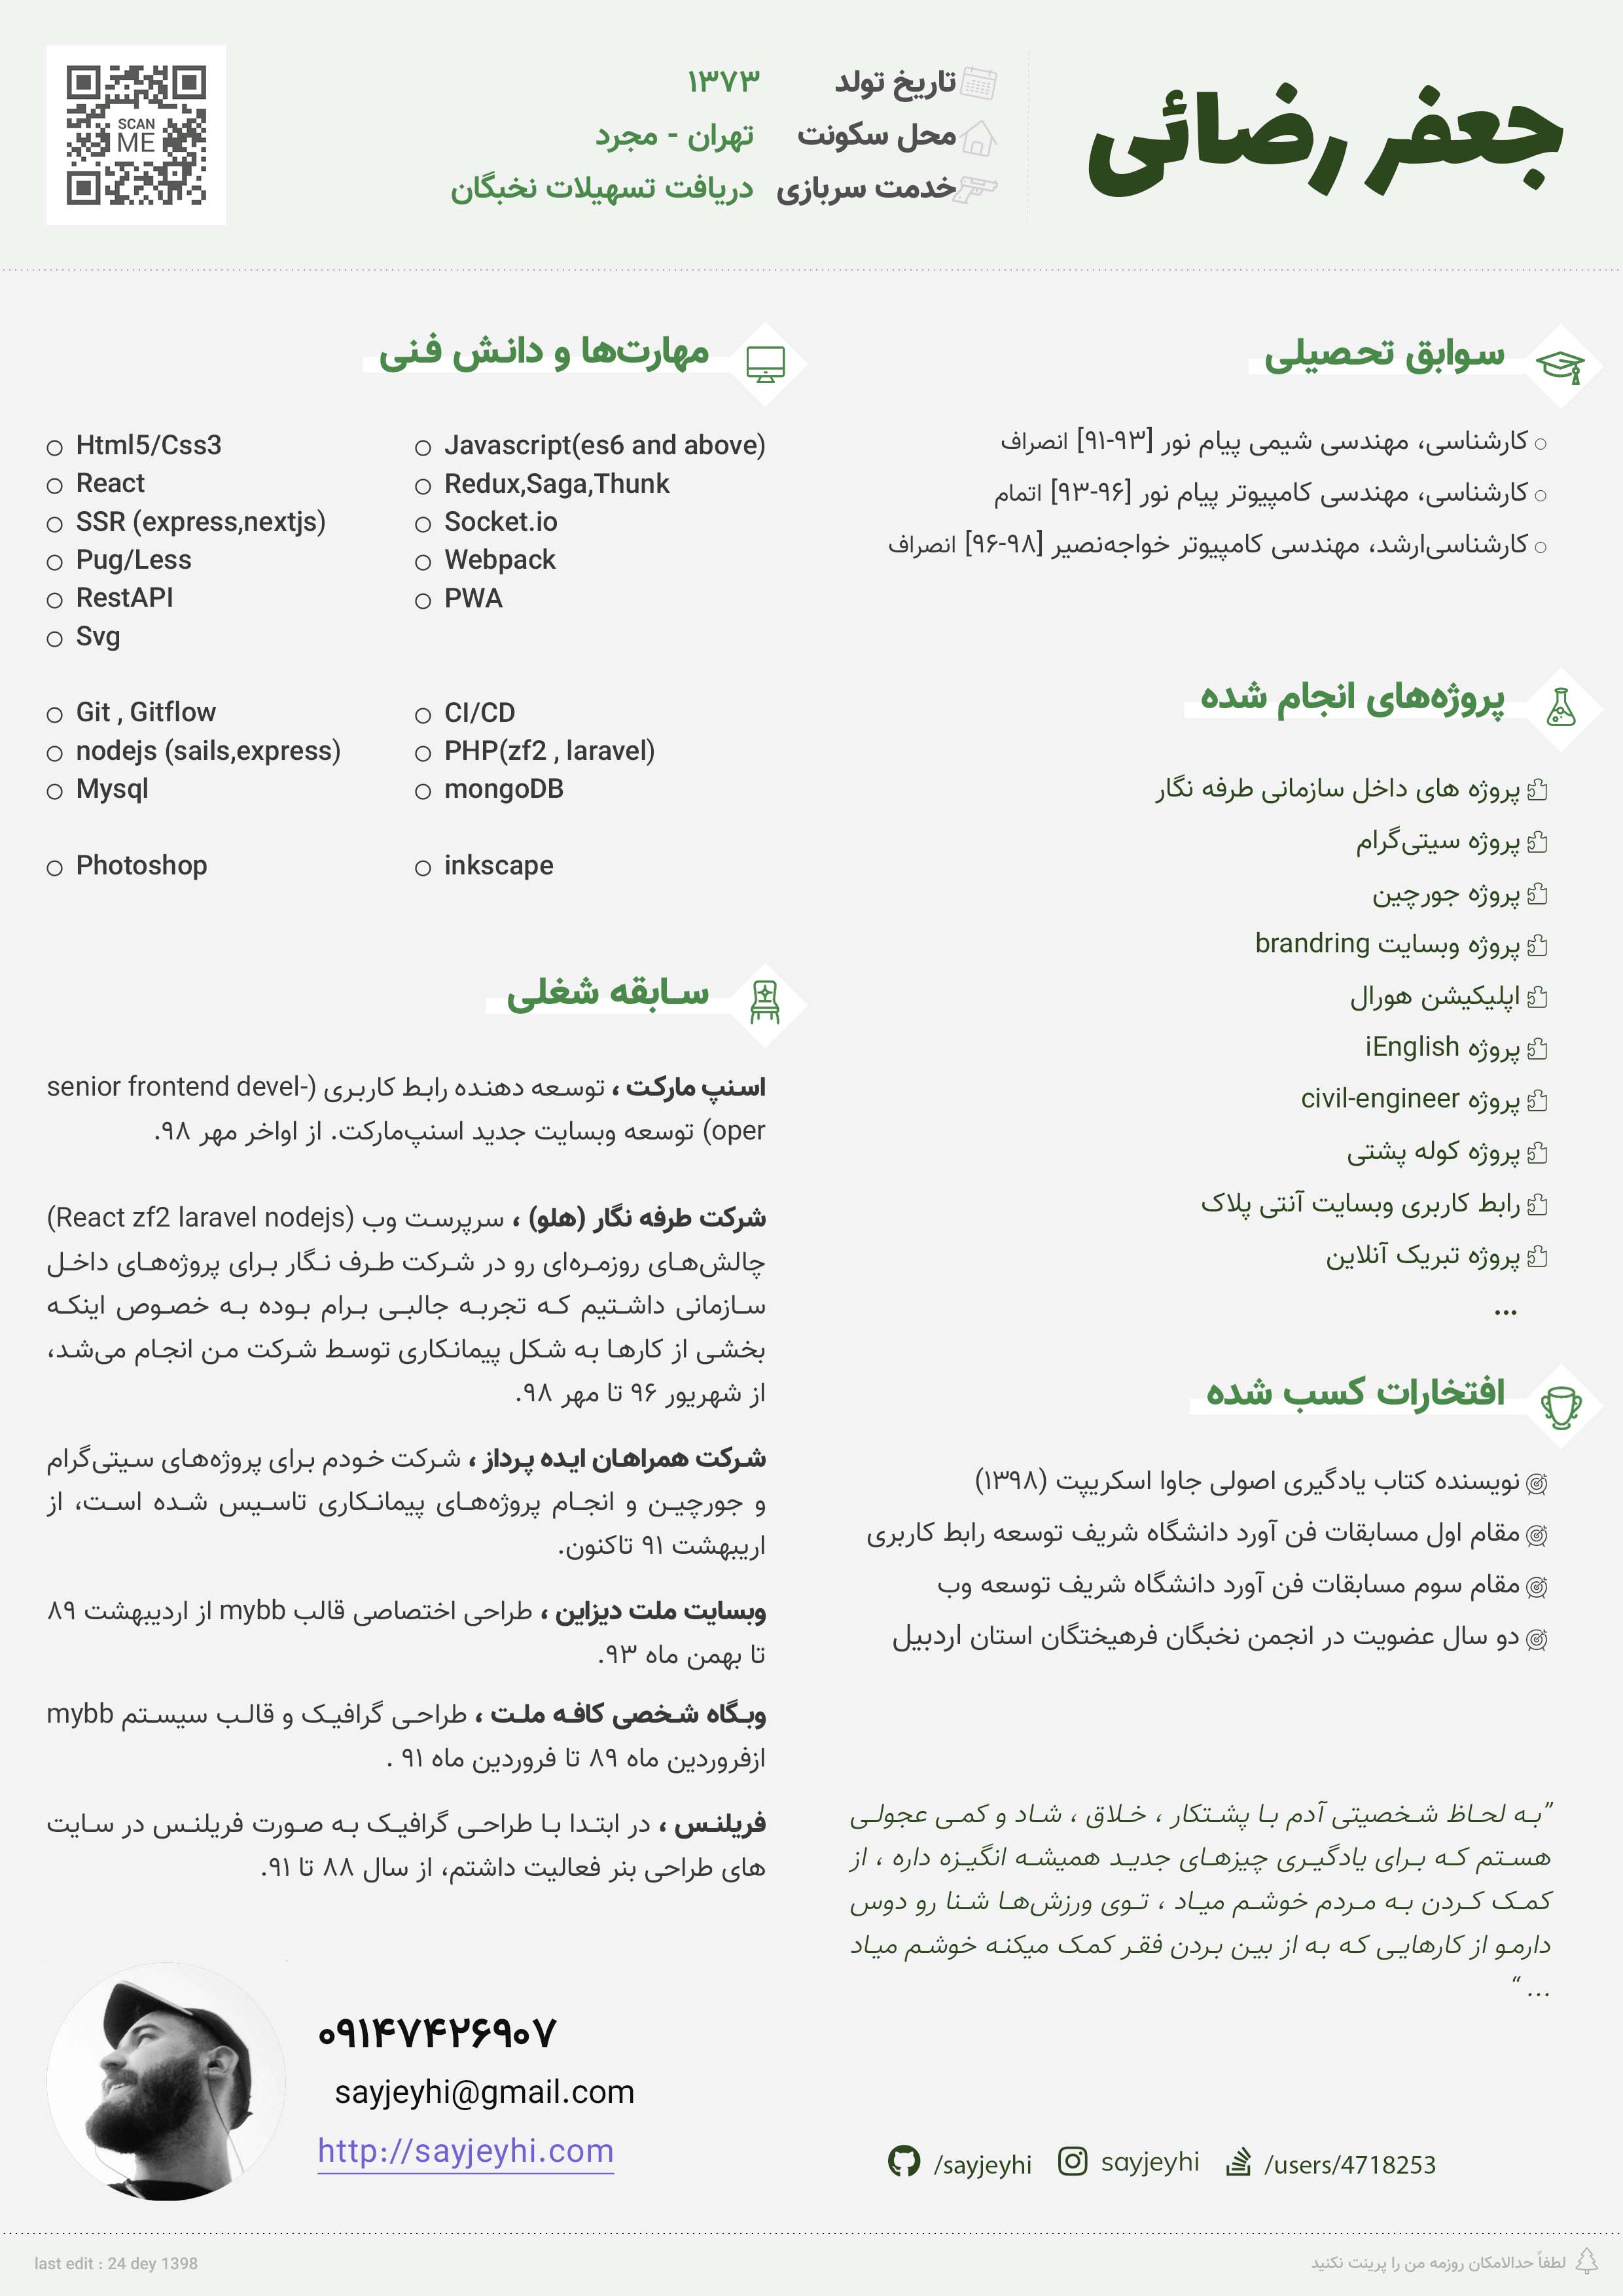 جعفر رضائی
تاریخ تولد ۱۳۷۳
محل سکونت تهران - مجرد
خدمت سربازی دریافت تسهیلات نخبگان
SCAN
ME
سوابق تحصیلی
کارشناسی، مهندسی شیمی پیام نور [۹۳-۹۱] انصراف
کارشناسی، مهندسی کامپیوتر پیام نور [۹۶-۹۳] اتمام
کارشناسی‌ارشد، مهندسی کامپیوتر خواجه‌نصیر [۹۸-۹۶] انصراف
پروژه‌های انجام شده
پروژه های داخل سازمانی طرفه نگار
پروژه سیتی‌گرام
پروژه جورچین
پروژه وبسایت brandring
اپلیکیشن هورال
پروژه iEnglish
پروژه civil-engineer
پروژه کوله پشتی
رابط کاربری وبسایت آنتی پلاک
پروژه تبریک آنلاین
...
افتخارات کسب شده
نویسنده کتاب یادگیری اصولی جاوا اسکریپت (۱۳۹۸)
مقام اول مسابقات فن آورد دانشگاه شریف توسعه رابط کاربری
مقام سوم مسابقات فن آورد دانشگاه شریف توسعه وب
دو سال عضویت در انجمن نخبگان فرهیختگان استان اردبیل
”به لحاظ شخصیتی آدم با پشتکار ، خلاق ، شاد و کمی عجولی
هستم که برای یادگیری چیزهای جدید همیشه انگیزه داره ، از
کمک کردن به مردم خوشم میاد ، توی ورزش‌ها شنا رو دوس
دارمو از کارهایی که به از بین بردن فقر کمک میکنه خوشم میاد
... “
/sayjeyhi sayjeyhi /users/4718253
مهارت‌ها و دانش فنی
Html5/Css3 Javascript(es6 and above)
React Redux,Saga,Thunk
SSR (express,nextjs) Socket.io
Pug/Less Webpack
RestAPI PWA
Svg
Git , Gitflow CI/CD
nodejs (sails,express) PHP(zf2 , laravel)
Mysql mongoDB
Photoshop inkscape
سابقه شغلی
اسنپ مارکت ، توسعه دهنده رابط کاربری (senior frontend devel-
oper) توسعه وبسایت جدید اسنپ‌مارکت. از اواخر مهر ۹۸.
شرکت طرفه نگار (هلو) ، سرپرست وب (React zf2 laravel nodejs)
چالش‌های روزمره‌ای رو در شرکت طرف نگار برای پروژه‌های داخل
سازمانی داشتیم که تجربه جالبی برام بوده به خصوص اینکه
بخشی از کارها به شکل پیمانکاری توسط شرکت من انجام می‌شد،
از شهریور ۹۶ تا مهر ۹۸.
شرکت همراهان ایده پرداز ، شرکت خودم برای پروژه‌های سیتی‌گرام
و جورچین و انجام پروژه‌های پیمانکاری تاسیس شده است، از
اریبهشت ۹۱ تاکنون.
وبسایت ملت دیزاین ، طراحی اختصاصی قالب mybb از اردیبهشت ۸۹
تا بهمن ماه ۹۳.
وبگاه شخصی کافه ملت ، طراحی گرافیک و قالب سیستم mybb
ازفروردین ماه ۸۹ تا فروردین ماه ۹۱ .
فریلنس ، در ابتدا با طراحی گرافیک به صورت فریلنس در سایت
های طراحی بنر فعالیت داشتم، از سال ۸۸ تا ۹۱.
۰۹۱۴۷۴۲۶۹۰۷
sayjeyhi@gmail.com
http://sayjeyhi.com
لطفاً حدالامکان روزمه من را پرینت نکنید
last edit : 24 dey 1398